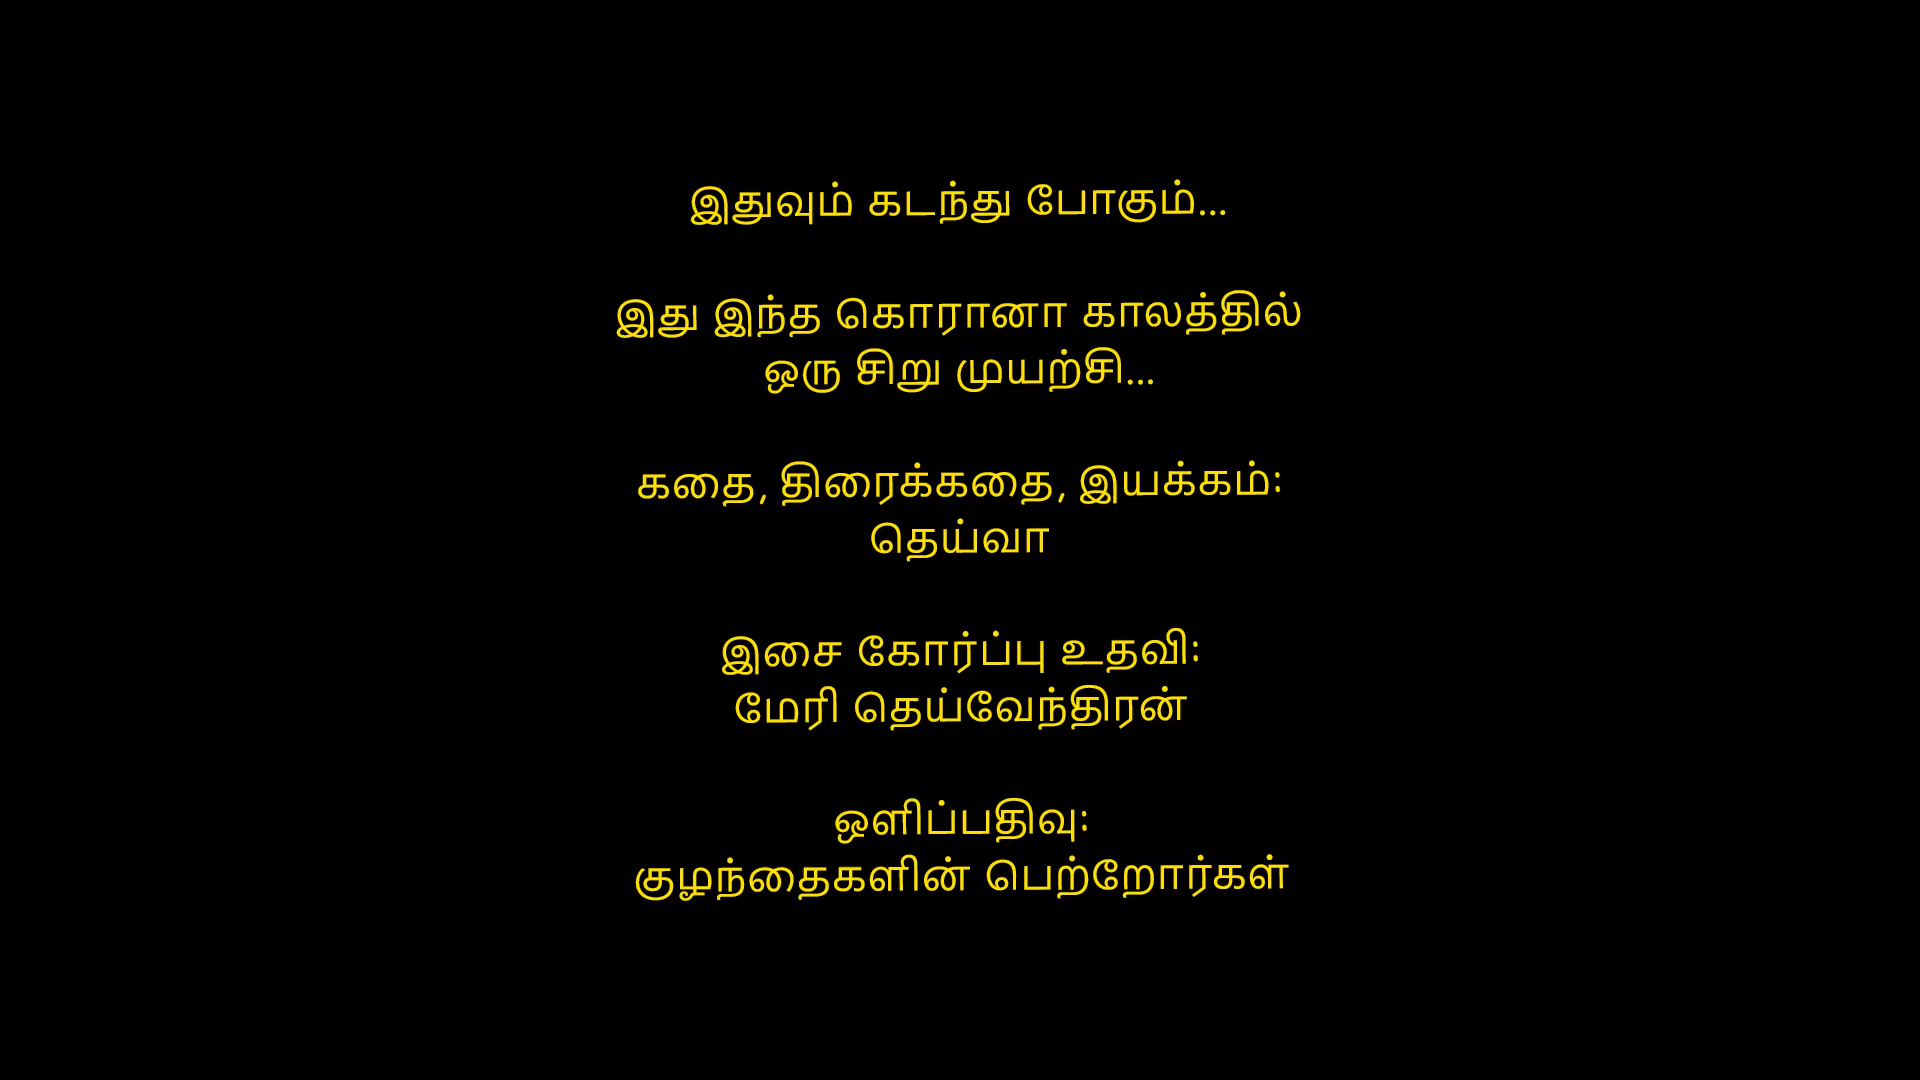 இதுவும் கடந்து போகும்...
இது இந்த கொரானா காலத்தில்
ஒரு சிறு முயற்சி...
கதை, திரைக்கதை, இயக்கம்:
தெய்வா
இசை கோர்ப்பு உதவி:
மேரி தெய்வேந்திரன்
ஒளிப்பதிவு:
குழந்தைகளின் பெற்றோர்கள்